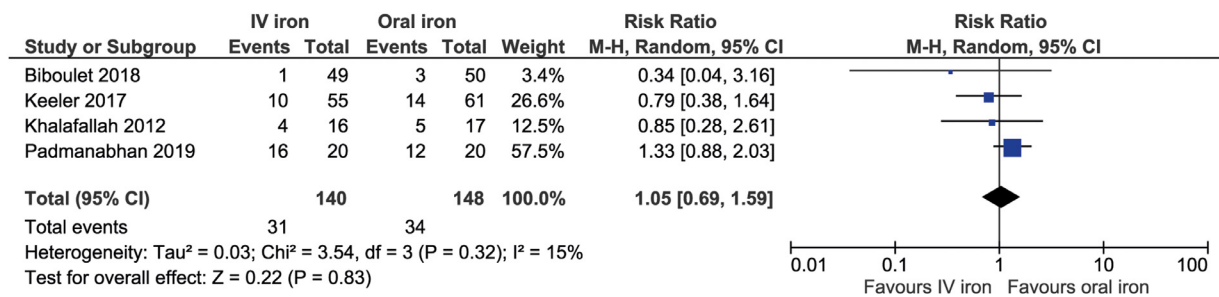 IV iron Oral iron Risk Ratio Risk Ratio
Study or Subgroup Events Total Events Total Weight M-H, Random, 95% CI M-H, Random, 95% CI
Biboulet 2018 1 49 3 50 3.4% 0.34 [0.04, 3.16]
Keeler 2017 10 55 14 61 26.6% 0.79 [0.38, 1.64]
Khalafallah 2012 4 16 5 17 12.5% 0.85 [0.28, 2.61]
Padmanabhan 2019 16 20 12 20 57.5% 1.33 [0.88, 2.03]
Total (95% CI) 140 148 100.0% 1.05 [0.69, 1.59]
Total events 31 34
Heterogeneity: Tau² = 0.03; Chi² = 3.54, df = 3 (P = 0.32); I² = 15%
Test for overall effect: Z = 0.22 (P = 0.83)
0.01 0.1 1 10 100
Favours IV iron Favours oral iron